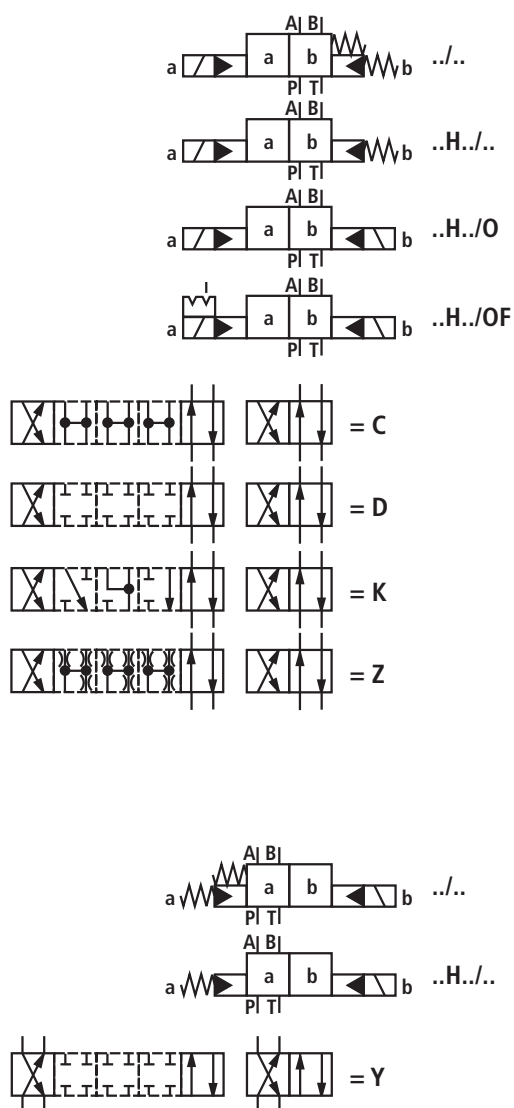 A B
a a b b ../..
P T
A B
a a b b ..H../..
P T
A B
a a b b ..H../O
P T
A B
a a b b ..H../OF
P T
= C
= D
= K
= Z
A B
a a b b ../..
P T
A B
a a b b ..H../..
P T
= Y